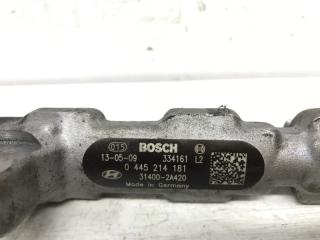 015 BOSCH
13-05-09 334161 L2
0 445 214 181
31400-2A420
Made in Germany